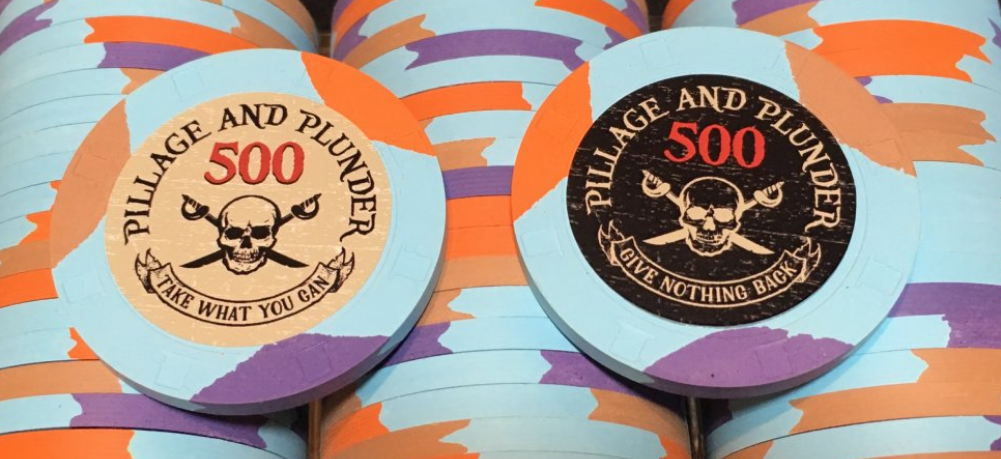 PILLAGE AND PLUNDER
500
TAKE WHAT YOU CAN
PILLAGE AND PLUNDER
500
GIVE NOTHING BACK